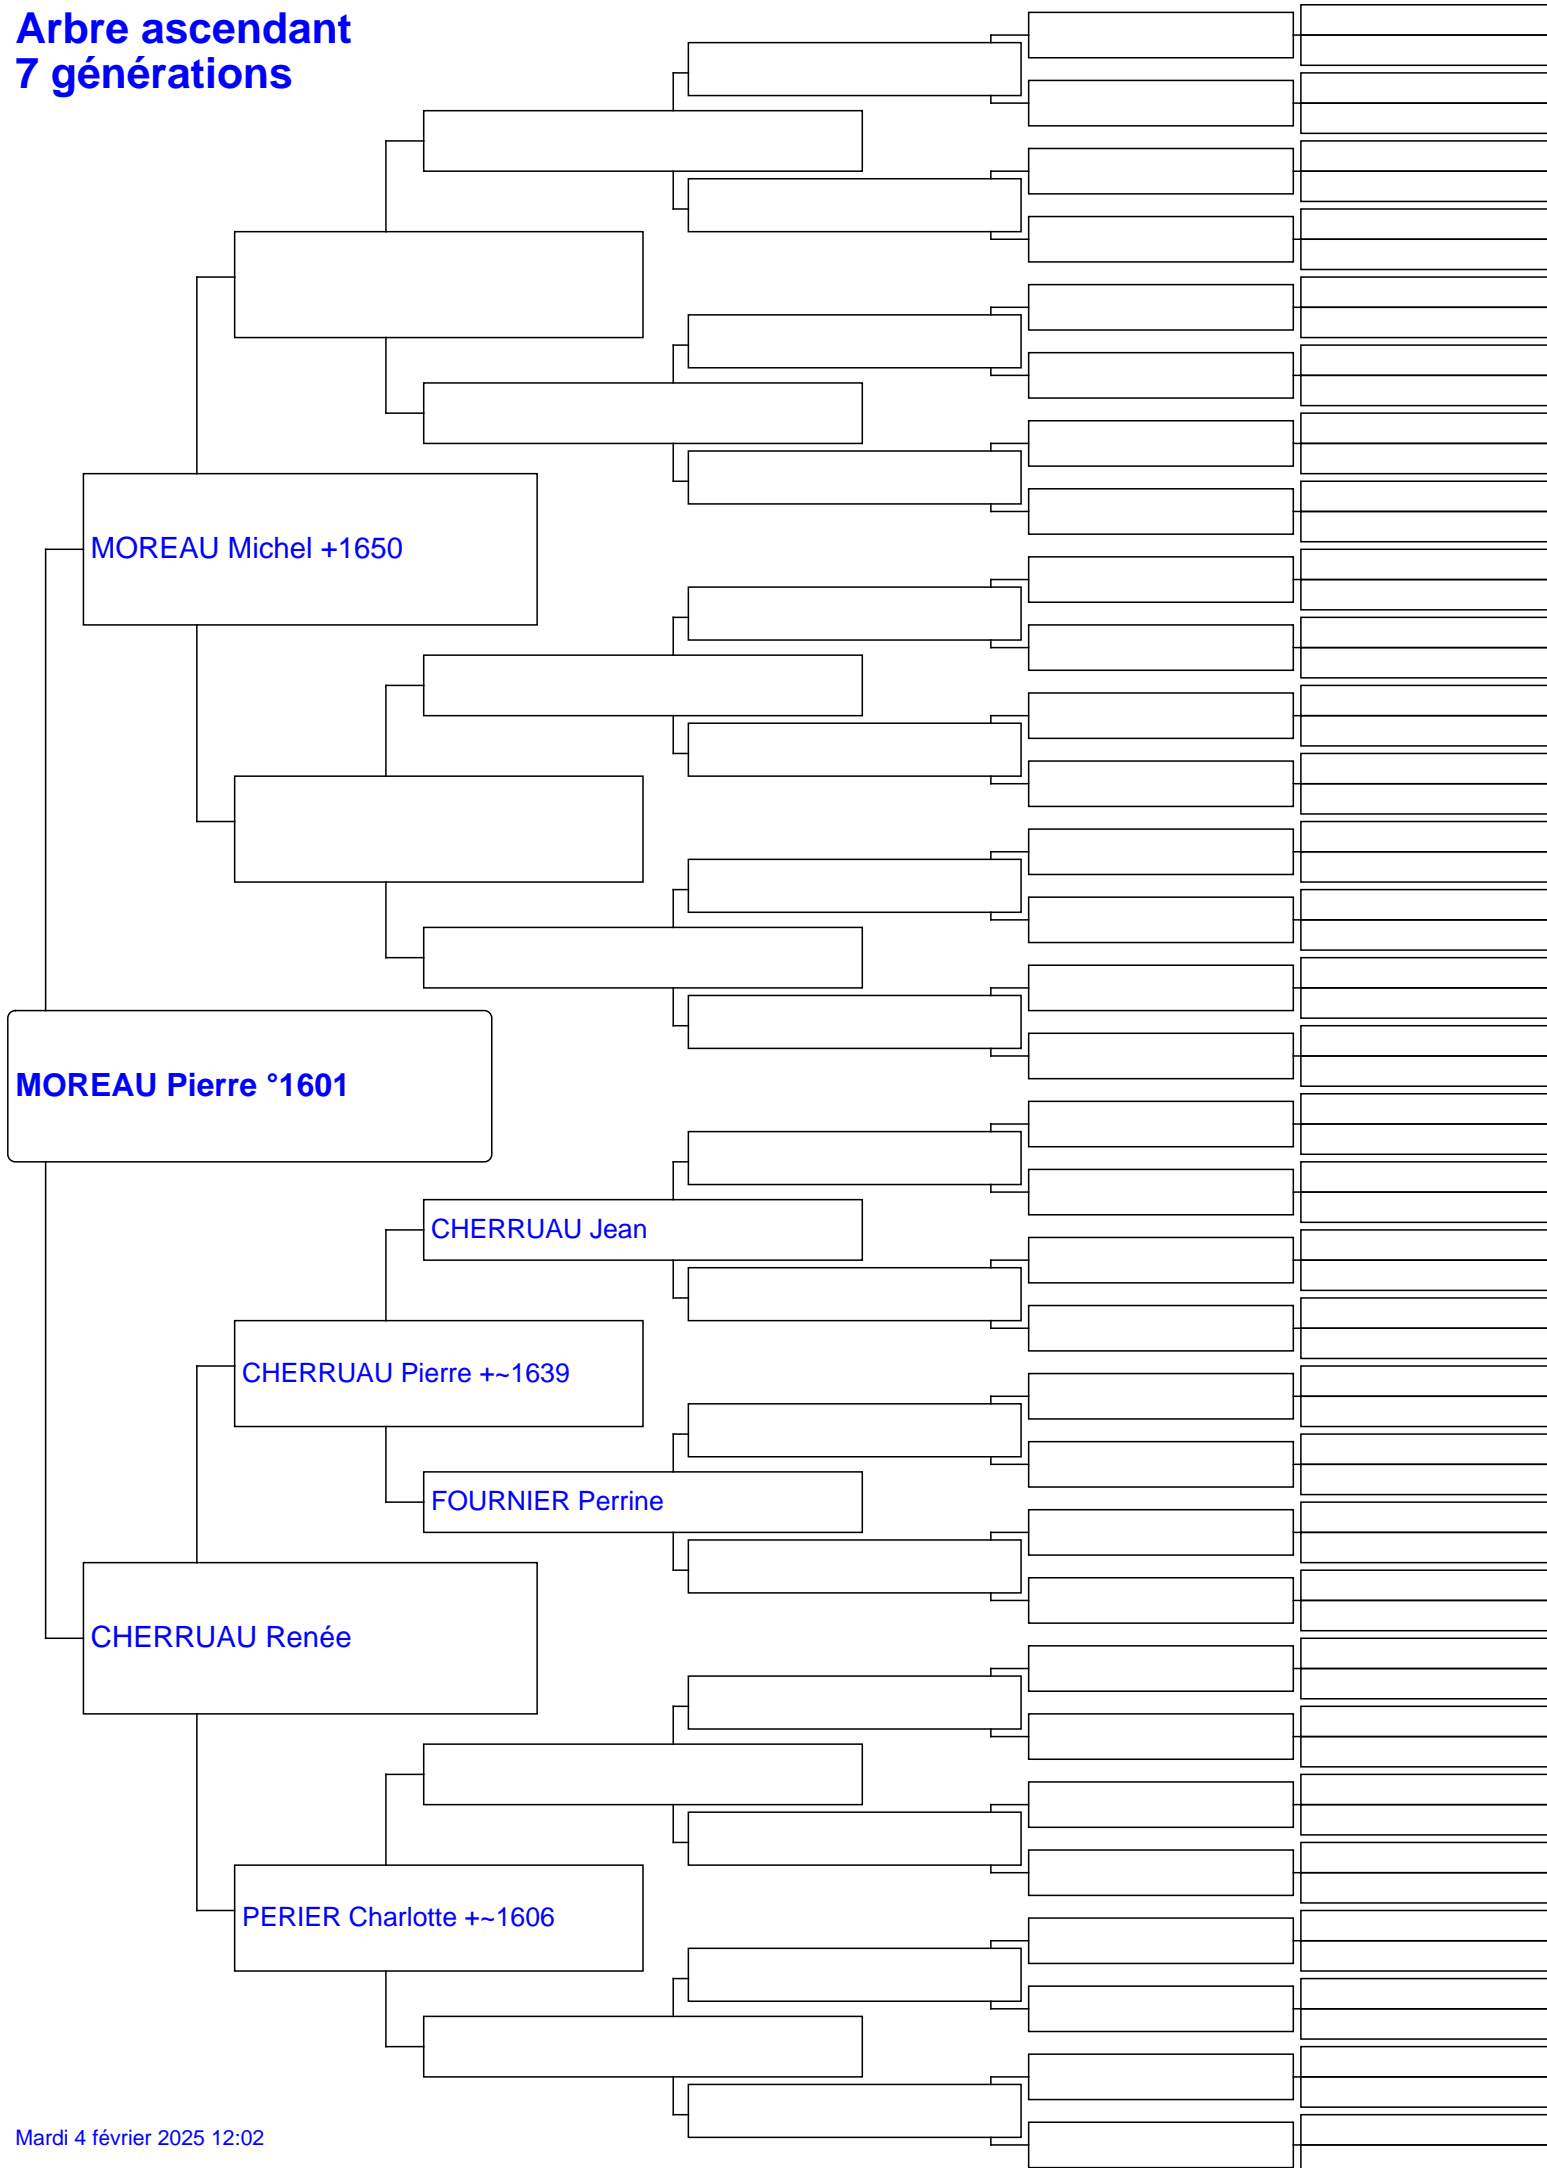 Arbre ascendant
7 générations
MOREAU Michel +1650
MOREAU Pierre °1601
CHERRUAU Jean
CHERRUAU Pierre +~1639
FOURNIER Perrine
CHERRUAU Renée
PERIER Charlotte +~1606
Mardi 4 février 2025 12:02